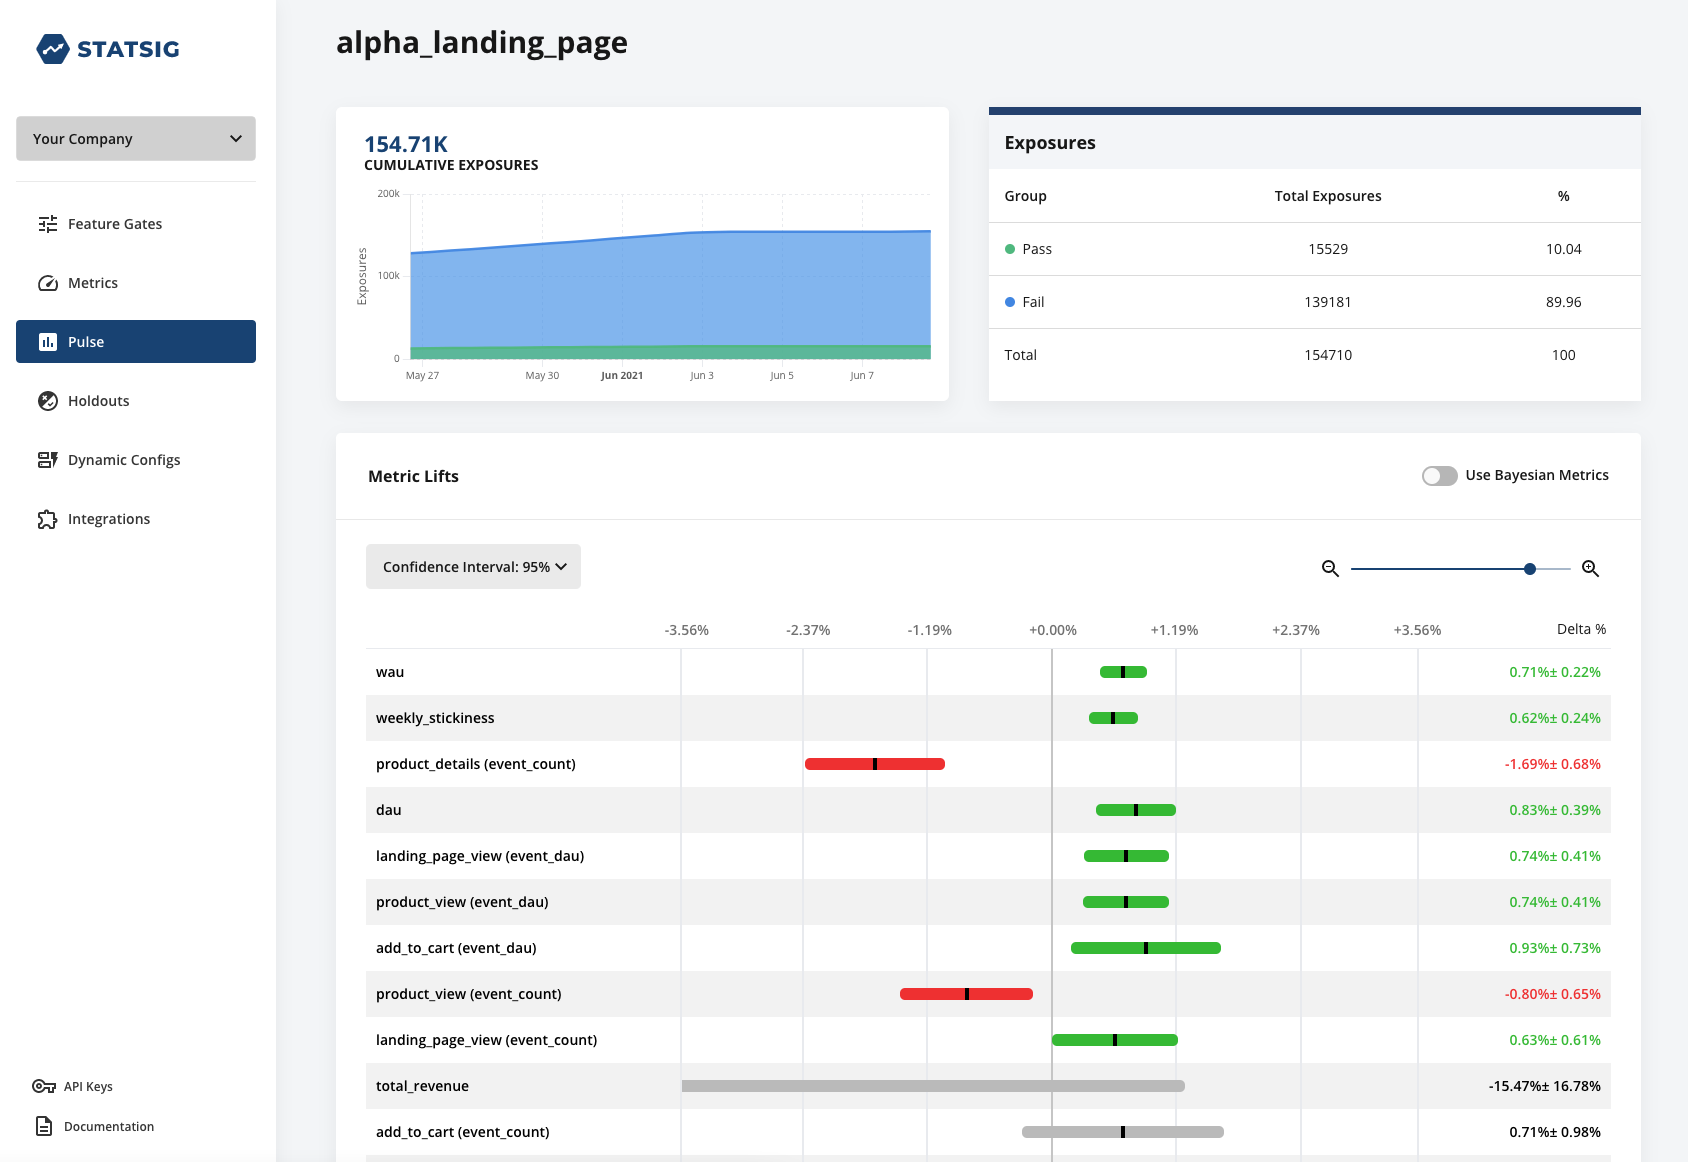 STATSIG
Your Company
Feature Gates
Metrics
Pulse
Holdouts
Dynamic Configs
Integrations
API Keys
Documentation
alpha_landing_page
154.71K
CUMULATIVE EXPOSURES
200k
100k
0
Exposures
May 27 May 30 Jun 2021 Jun 3 Jun 5 Jun 7
Exposures
Group Total Exposures %
Pass 15529 10.04
Fail 139181 89.96
Total 154710 100
Metric Lifts
Use Bayesian Metrics
Confidence Interval: 95%
-3.56% -2.37% -1.19% +0.00% +1.19% +2.37% +3.56% Delta %
wau 0.71%± 0.22%
weekly_stickiness 0.62%± 0.24%
product_details (event_count) -1.69%± 0.68%
dau 0.83%± 0.39%
landing_page_view (event_dau) 0.74%± 0.41%
product_view (event_dau) 0.74%± 0.41%
add_to_cart (event_dau) 0.93%± 0.73%
product_view (event_count) -0.80%± 0.65%
landing_page_view (event_count) 0.63%± 0.61%
total_revenue -15.47%± 16.78%
add_to_cart (event_count) 0.71%± 0.98%